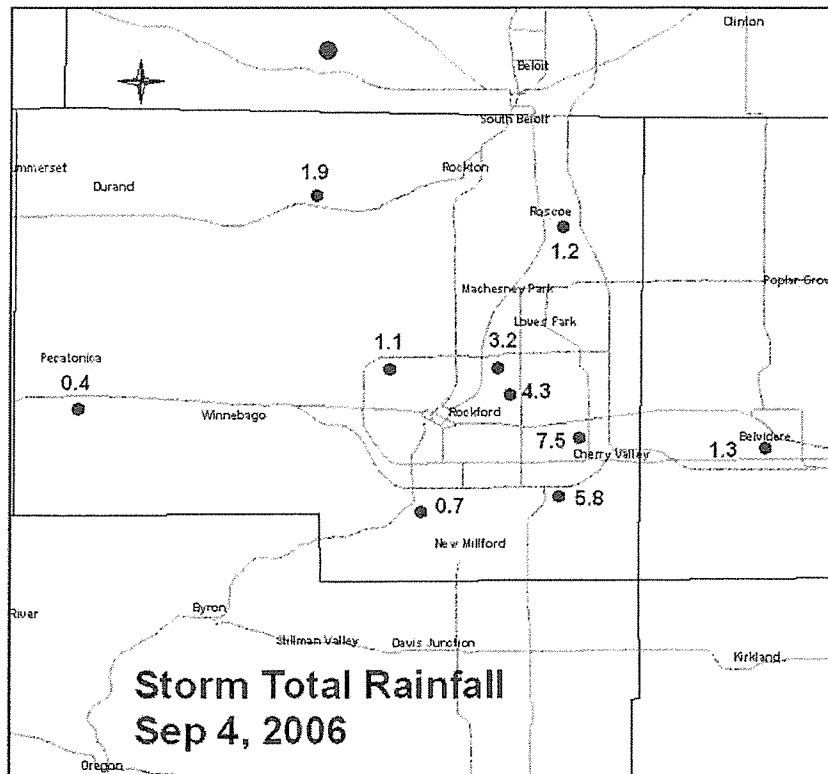 Clinton
Beloit
South Beloit
Rockton
1.9
mmerset
Durand
Roscoe
1.2
Poplar Grov
Machesney Park
Loves Park
1.1
3.2
Pecatonica
0.4
4.3
Winnebago
Rockford
7.5
Belvidere
1.3
Cherry Valley
5.8
0.7
New Millford
Byron
River
Stillman Valley
Davis Junction
Kirkland
Storm Total Rainfall
Sep 4, 2006
Oregon